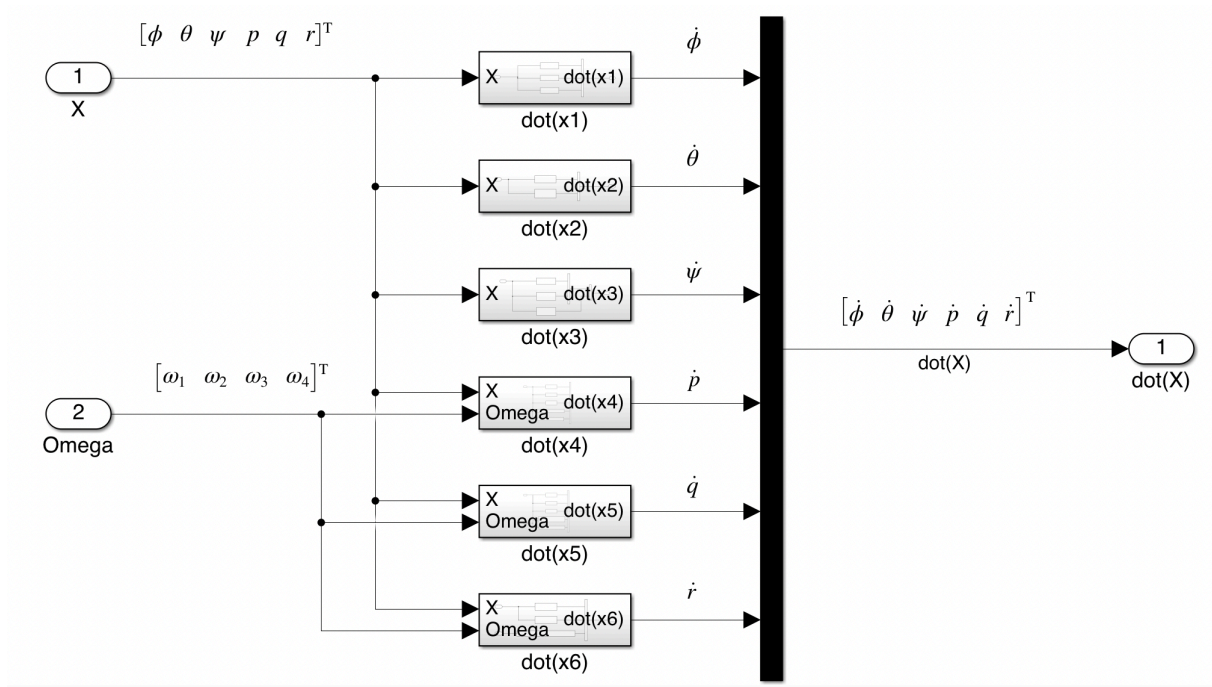 [ϕ θ ψ p q r]ᵀ
1
X
X dot(x1)
dot(x1)
ϕ̇
X dot(x2)
dot(x2)
θ̇
X dot(x3)
dot(x3)
ψ̇
[ω₁ ω₂ ω₃ ω₄]ᵀ
2
Omega
X
Omega
dot(x4)
dot(x4)
ṗ
X
Omega
dot(x5)
dot(x5)
q̇
X
Omega
dot(x6)
dot(x6)
ṙ
[ϕ̇ θ̇ ψ̇ ṗ q̇ ṙ]ᵀ
dot(X)
1
dot(X)